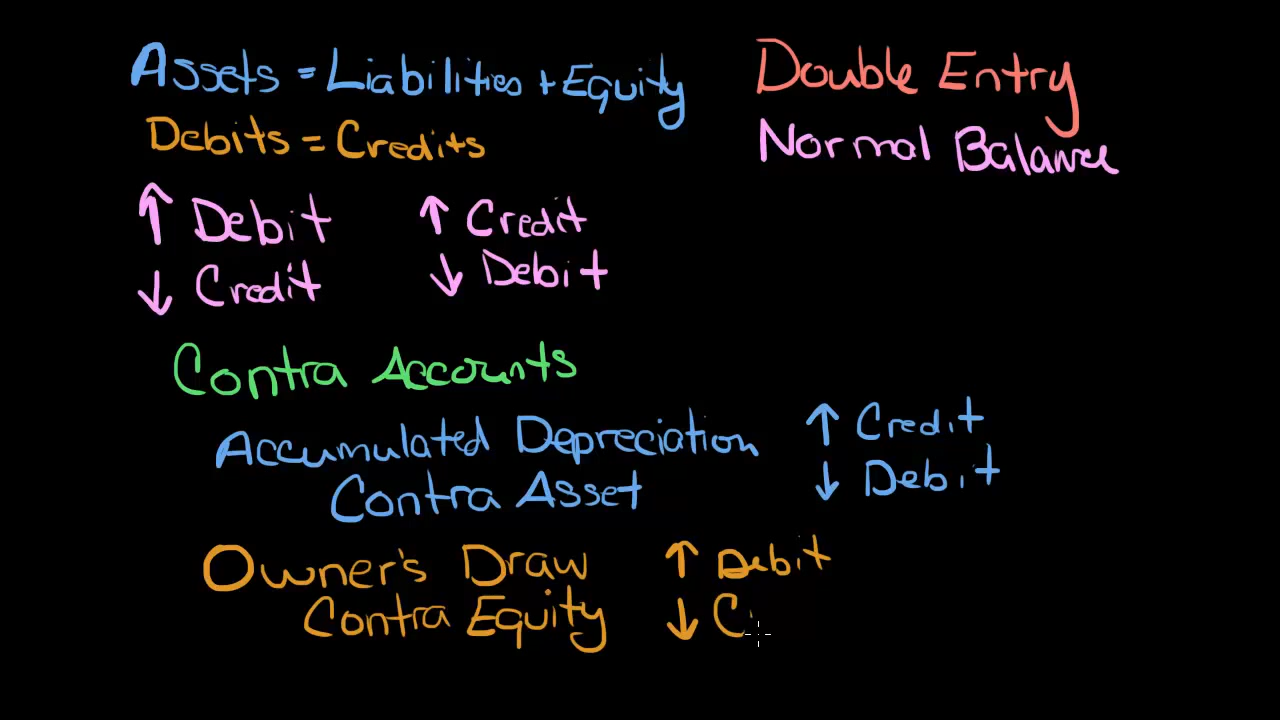 Assets = Liabilities + Equity
Double Entry
Debits = Credits
Normal Balance
↑ Debit ↑ Credit
↓ Credit ↓ Debit
Contra Accounts
Accumulated Depreciation ↑ Credit
Contra Asset ↓ Debit
Owner's Draw ↑ Debit
Contra Equity ↓ C